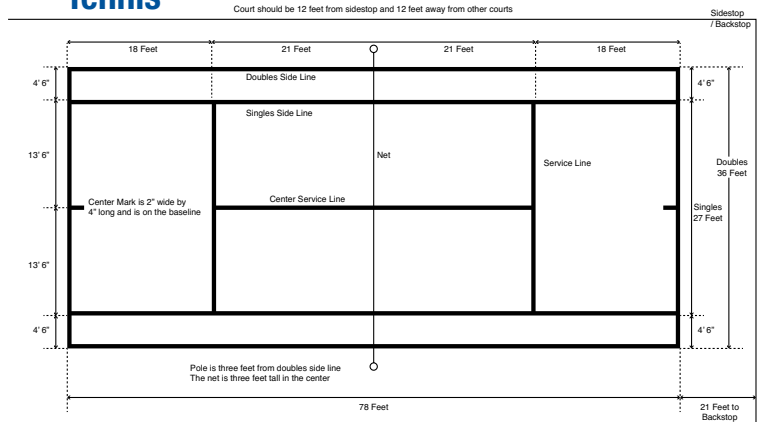 Tennis
Court should be 12 feet from sidestop and 12 feet away from other courts
Sidestop
/ Backstop
18 Feet
21 Feet
21 Feet
18 Feet
4' 6"
Doubles Side Line
4' 6"
Singles Side Line
13' 6"
Net
Service Line
Doubles
36 Feet
Center Mark is 2" wide by
4" long and is on the baseline
Center Service Line
Singles
27 Feet
13' 6"
4' 6"
4' 6"
Pole is three feet from doubles side line
The net is three feet tall in the center
78 Feet
21 Feet to
Backstop